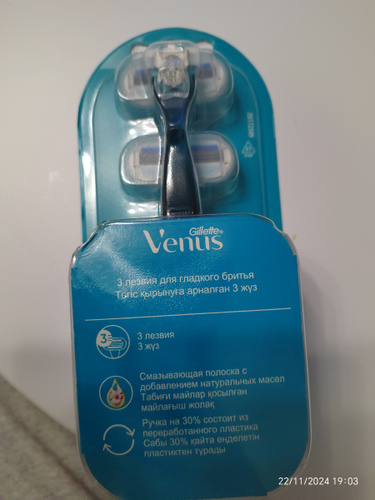 Gillette
Venus
3 лезвия для гладкого бритья
Тегіс қырынуға арналған 3 жүз
3
3 лезвия
3 жүз
Смазывающая полоска с
добавлением натуральных масел
Табиғи майлар қосылған
майлағыш жолақ
Ручка на 30% состоит из
переработанного пластика
Сабы 30% қайта өңделетін
пластиктен тұрады
22/11/2024 19:03